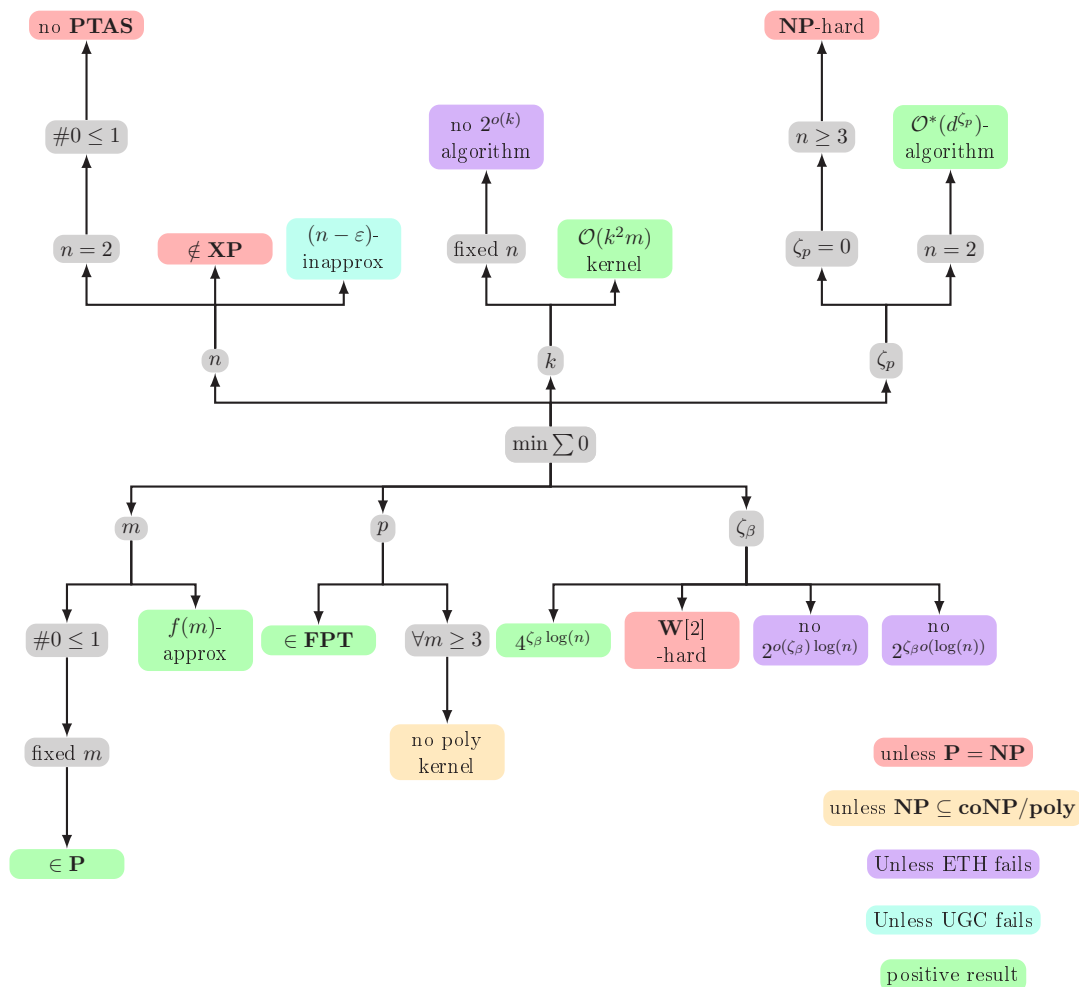 no PTAS
NP-hard
#0 ≤ 1
no 2^{o(k)}
algorithm
n ≥ 3
𝒪*(d^{ζ_p})-
algorithm
n = 2
∉ XP
(n − ε)-
inapprox
fixed n
𝒪(k²m)
kernel
ζ_p = 0
n = 2
n
k
ζ_p
min ∑ 0
m
p
ζ_β
#0 ≤ 1
f(m)-
approx
∈ FPT
∀m ≥ 3
4^{ζ_β log(n)}
W[2]
-hard
no
2^{o(ζ_β) log(n)}
no
2^{ζ_β o(log(n))}
fixed m
no poly
kernel
unless P = NP
unless NP ⊆ coNP/poly
∈ P
Unless ETH fails
Unless UGC fails
positive result